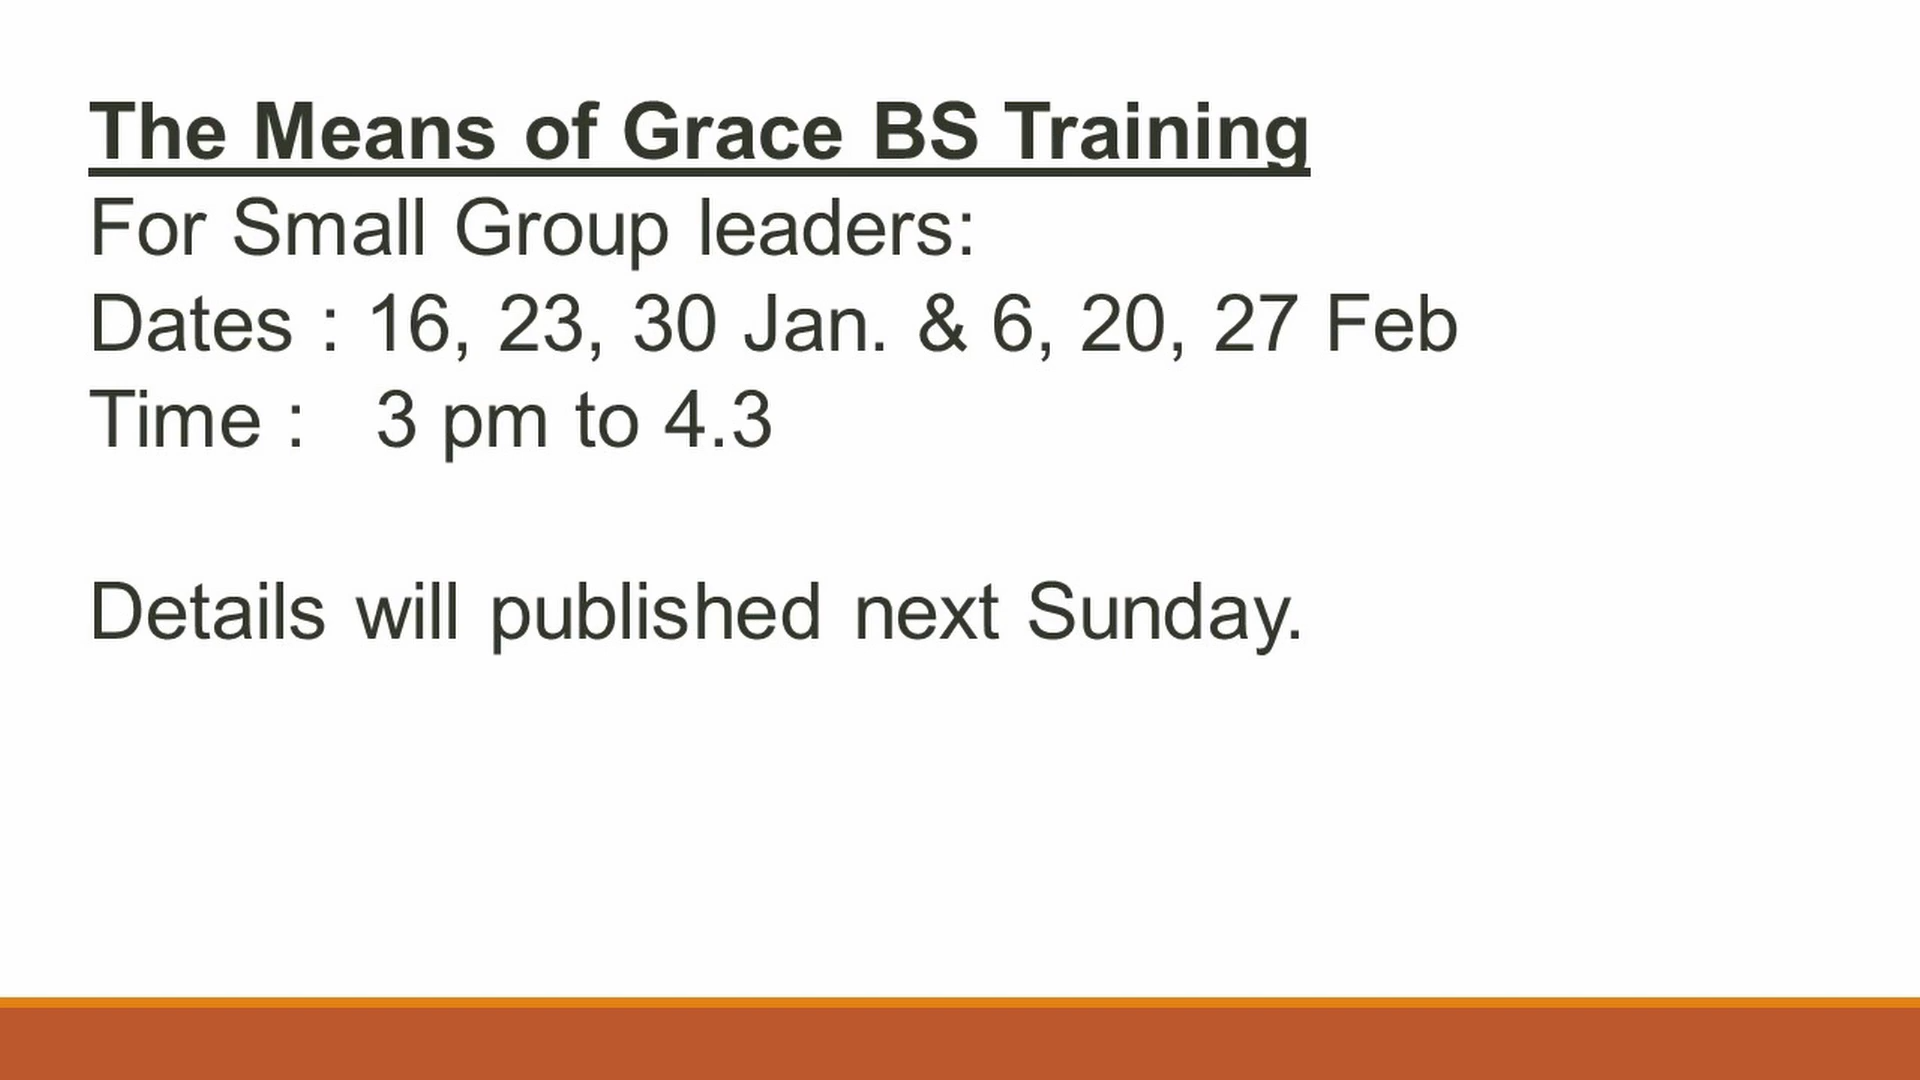 The Means of Grace BS Training
For Small Group leaders:
Dates : 16, 23, 30 Jan. & 6, 20, 27 Feb
Time : 3 pm to 4.3
Details will published next Sunday.